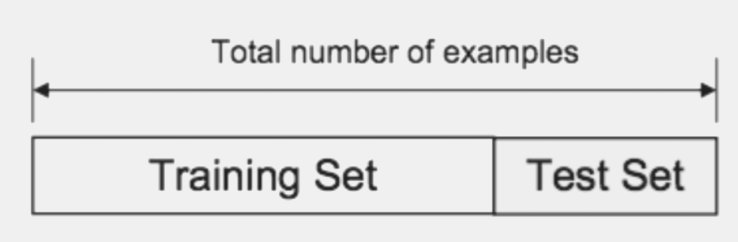 Total number of examples
Training Set
Test Set